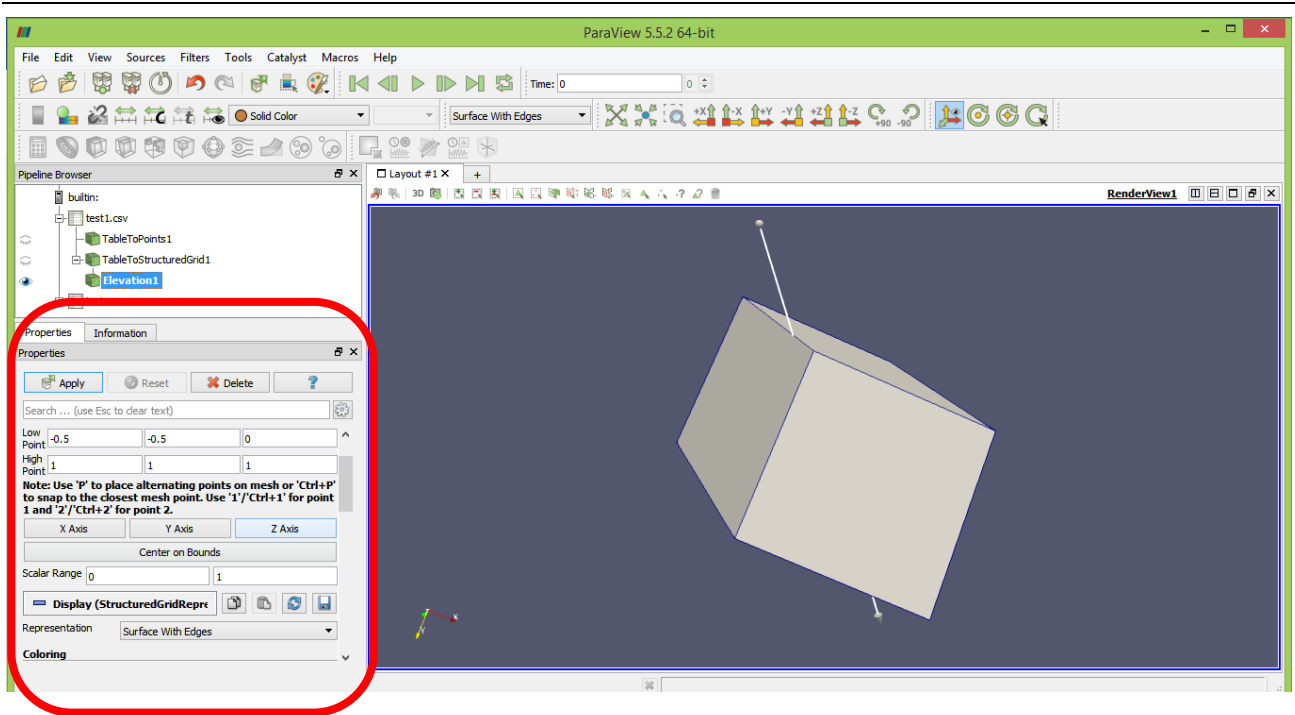 ParaView 5.5.2 64-bit
File Edit View Sources Filters Tools Catalyst Macros Help
Time: 0 0
Solid Color Surface With Edges +X -X +Y -Y +Z -Z +90 -90
Pipeline Browser
Layout #1 +
3D RenderView1
builtin:
test1.csv
TableToPoints1
TableToStructuredGrid1
Elevation1
Properties Information
Properties
Apply Reset Delete ?
Search ... (use Esc to clear text)
Low Point -0.5 -0.5 0
High Point 1 1 1
Note: Use 'P' to place alternating points on mesh or 'Ctrl+P'
to snap to the closest mesh point. Use '1'/'Ctrl+1' for point
1 and '2'/'Ctrl+2' for point 2.
X Axis Y Axis Z Axis
Center on Bounds
Scalar Range 0 1
Display (StructuredGridRepre
Representation Surface With Edges
Coloring
X
Y